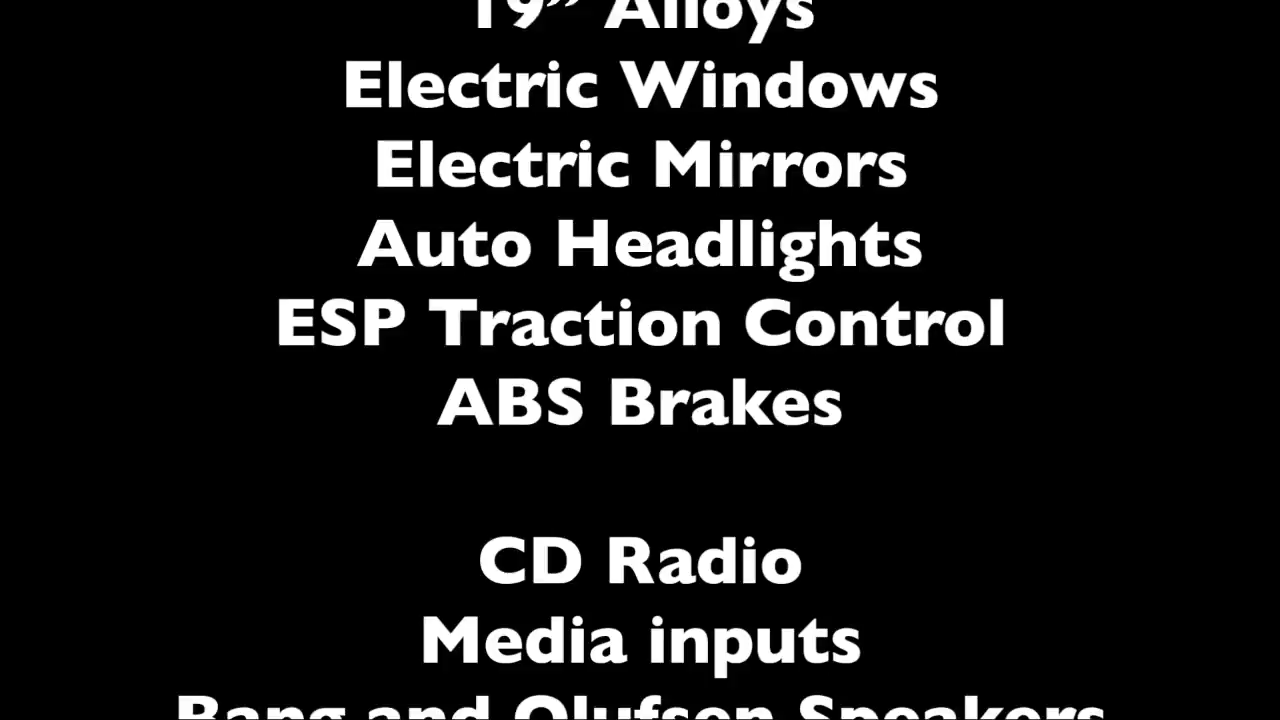 19” Alloys
Electric Windows
Electric Mirrors
Auto Headlights
ESP Traction Control
ABS Brakes
CD Radio
Media inputs
Bang and Olufsen Speakers